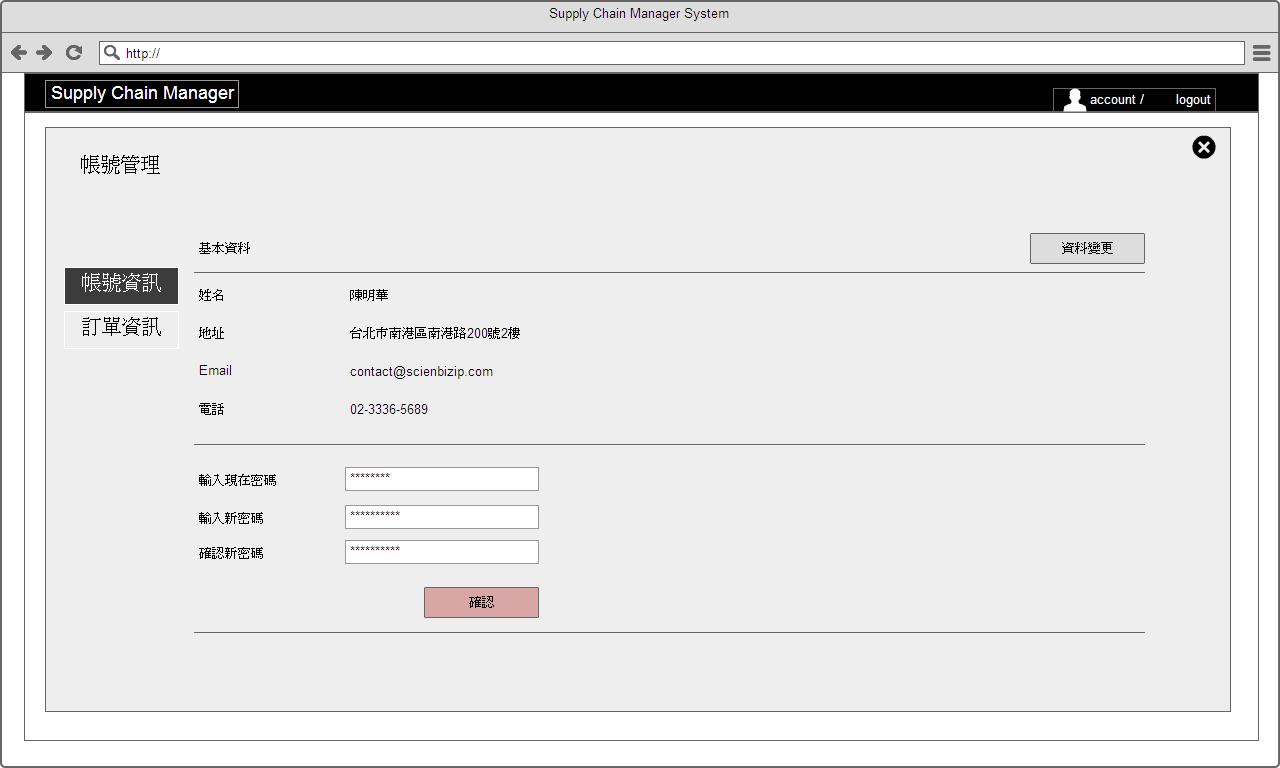 Supply Chain Manager System
http://
Supply Chain Manager
account /
logout
帳號管理
基本資料
資料變更
帳號資訊
訂單資訊
姓名
陳明華
地址
台北市南港區南港路200號2樓
Email
contact@scienbizip.com
電話
02-3336-5689
輸入現在密碼
********
輸入新密碼
**********
確認新密碼
**********
確認